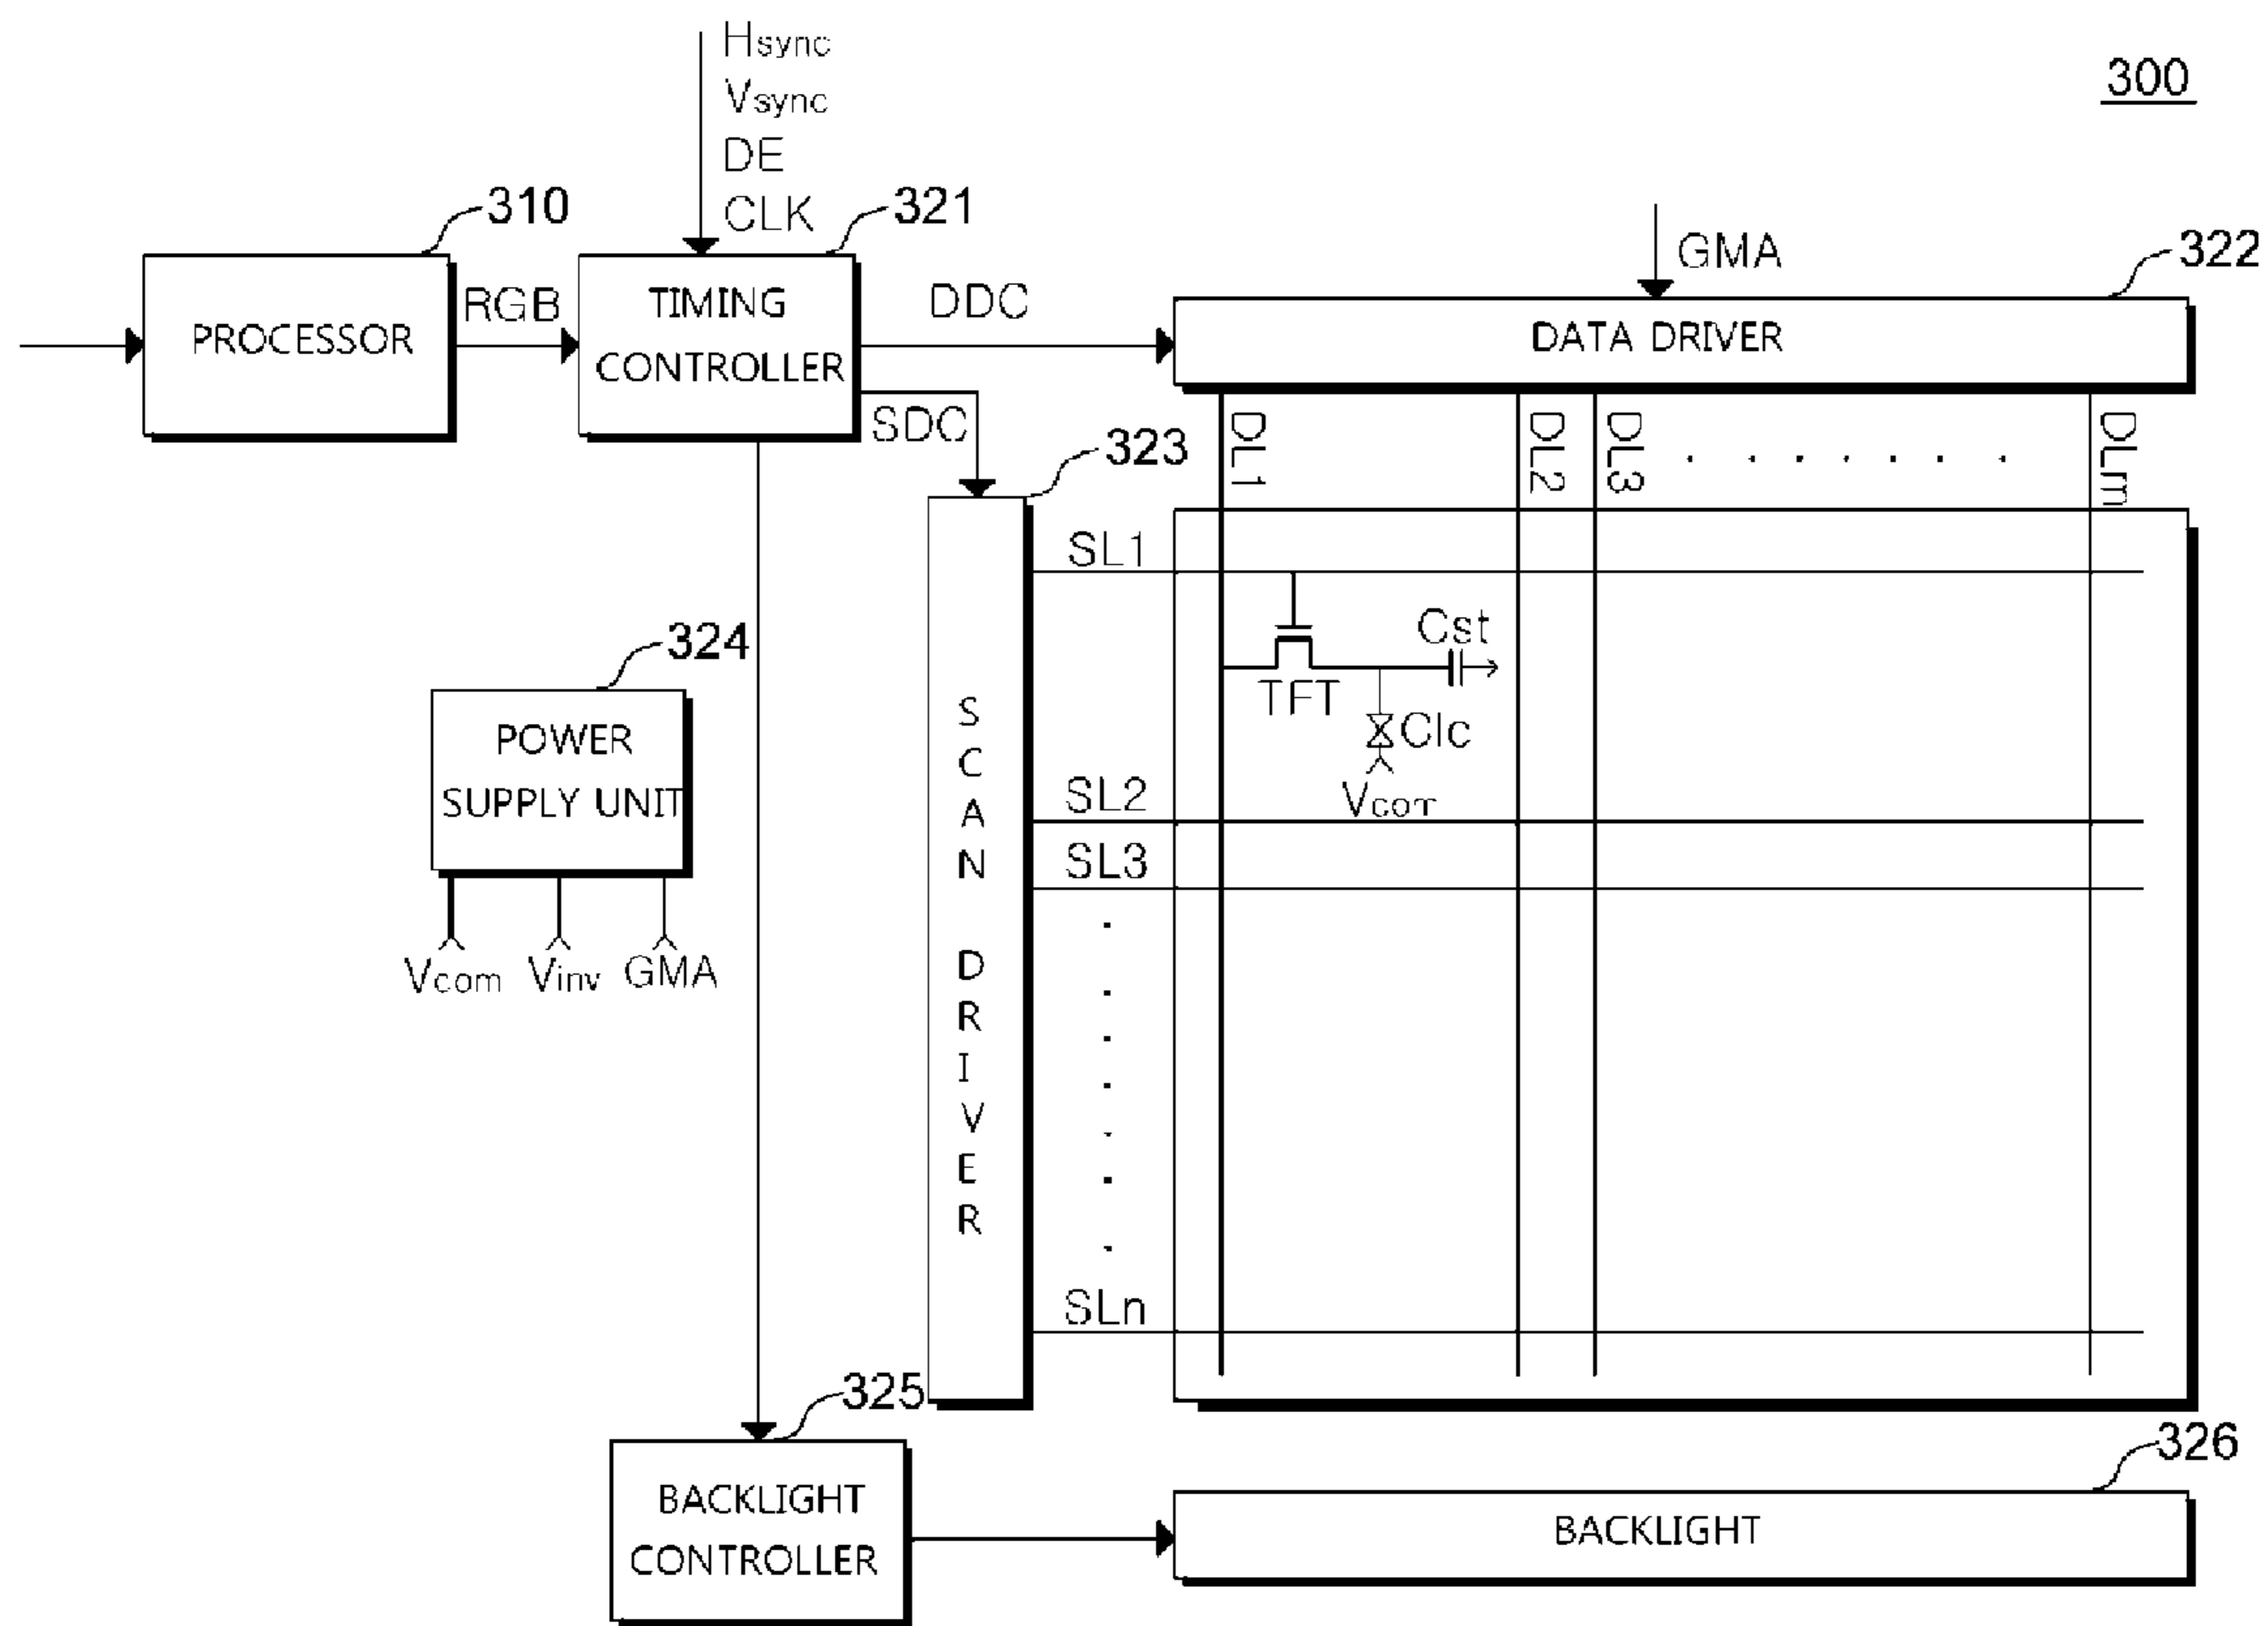 Hsync
Vsync
DE
CLK
300
310
321
GMA
322
PROCESSOR
RGB
TIMING
CONTROLLER
DDC
DATA DRIVER
SDC
323
DL1
DL2
DL3
. . . . . . .
DLm
SL1
Cst
TFT
Clc
Vcom
324
POWER
SUPPLY UNIT
Vcom
Vinv
GMA
SCAN DRIVER
SL2
SL3
. . . . . . .
SLn
325
BACKLIGHT
CONTROLLER
326
BACKLIGHT